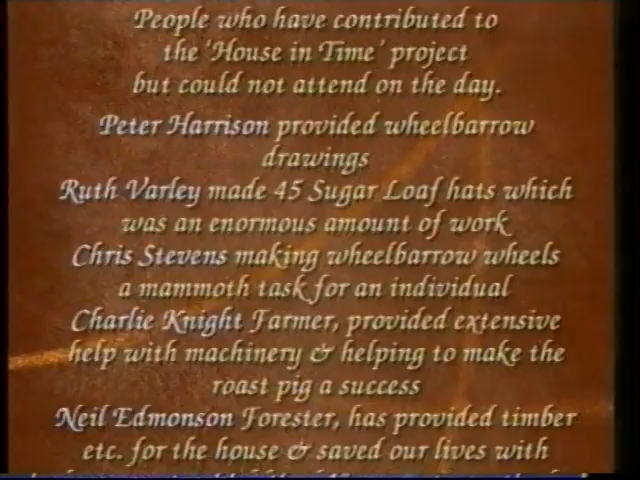 People who have contributed to
the 'House in Time' project
but could not attend on the day.
Peter Harrison provided wheelbarrow
drawings
Ruth Varley made 45 Sugar Loaf hats which
was an enormous amount of work
Chris Stevens making wheelbarrow wheels
a mammoth task for an individual
Charlie Knight Farmer, provided extensive
help with machinery & helping to make the
roast pig a success
Neil Edmonson Forester, has provided timber
etc. for the house & saved our lives with